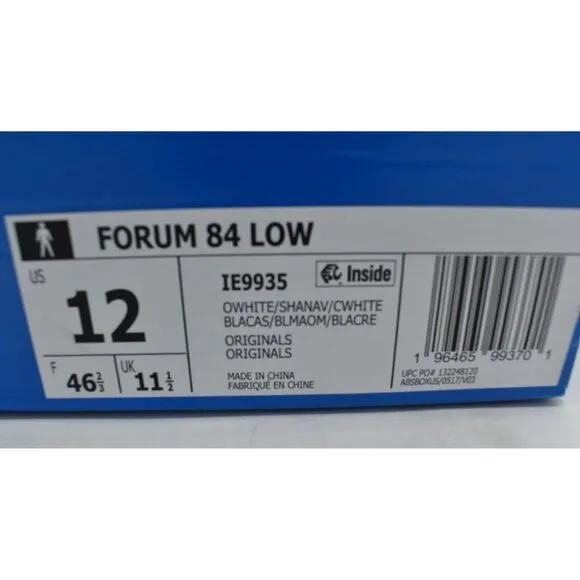 FORUM 84 LOW
US
12
F
46 2/3
UK
11 1/2
IE9935
Inside
OWHITE/SHANAV/CWHITE
BLACAS/BLMAOM/BLACRE
ORIGINALS
ORIGINALS
MADE IN CHINA
FABRIQUÉ EN CHINE
1 96465 99370 1
UPC PO# 132248120
ABSBOXUS/0517/V03